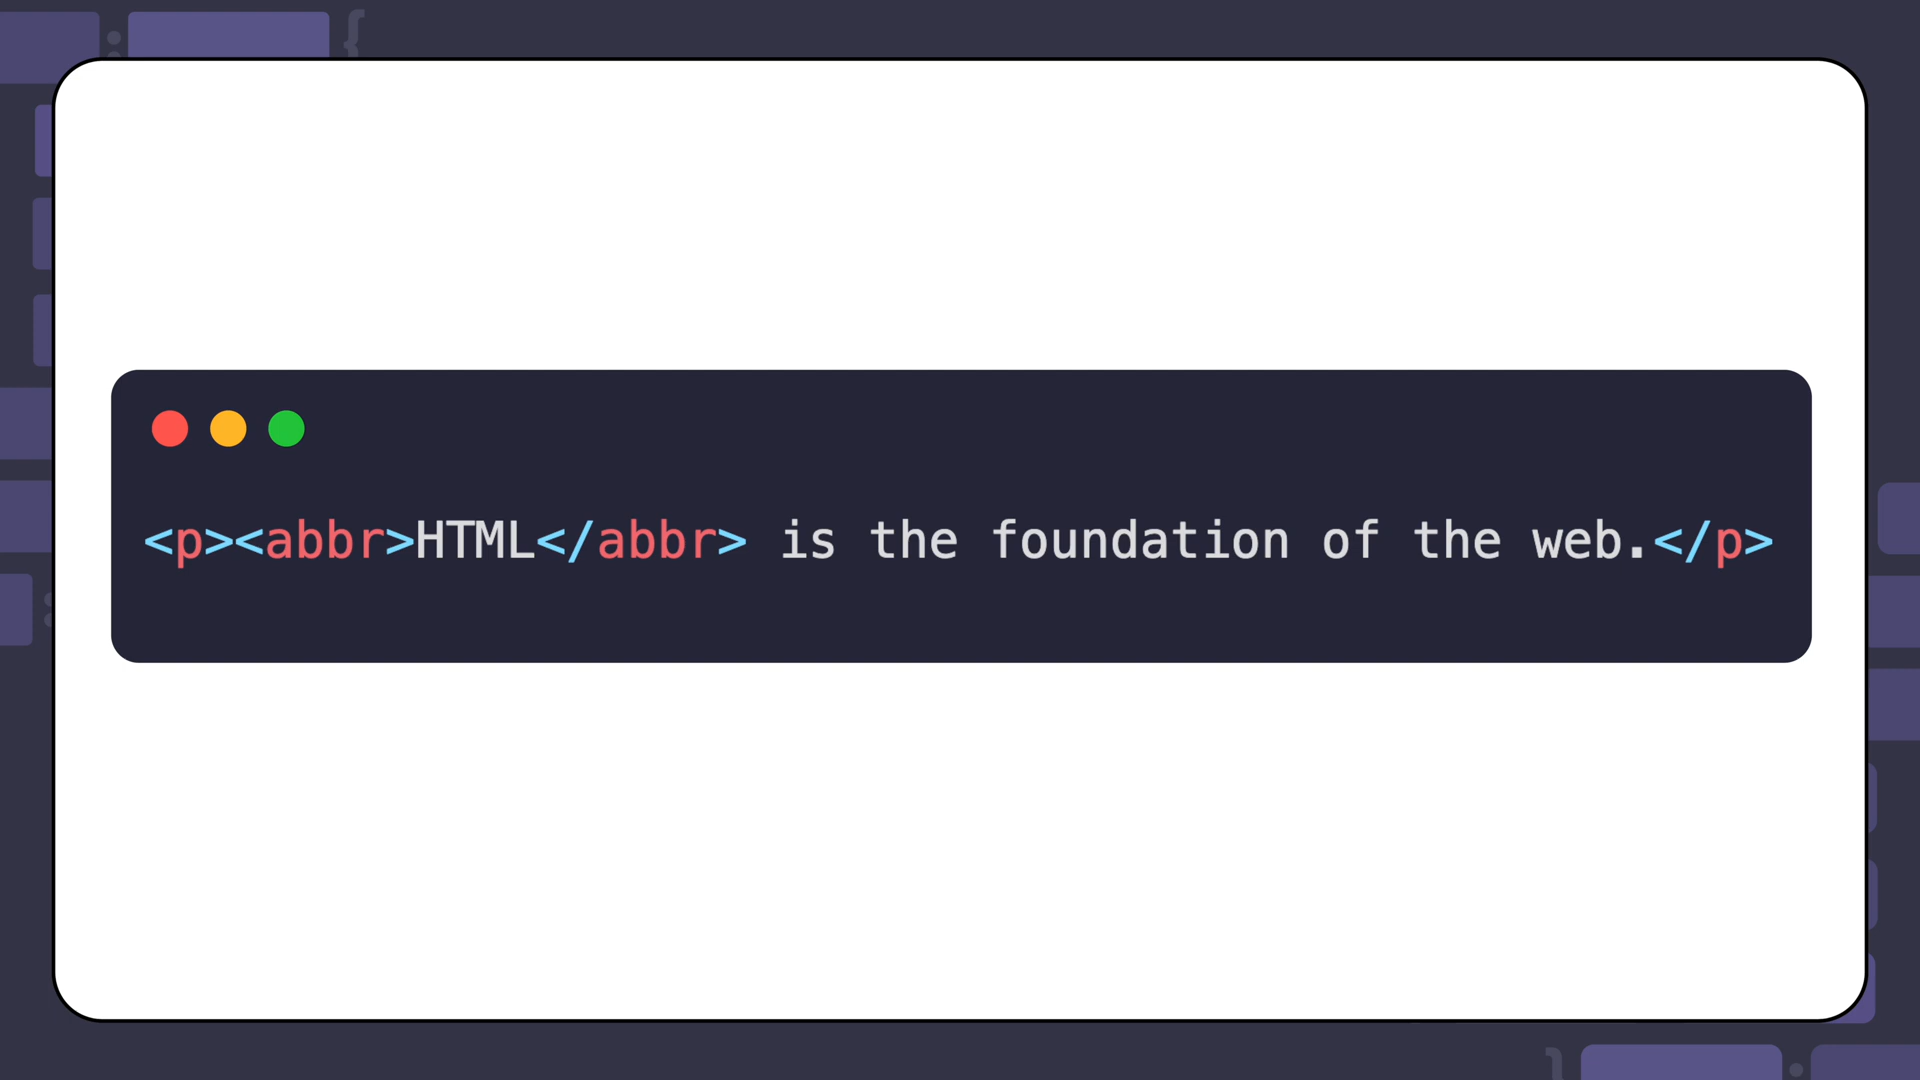 {
<p><abbr>HTML</abbr> is the foundation of the web.</p>
}